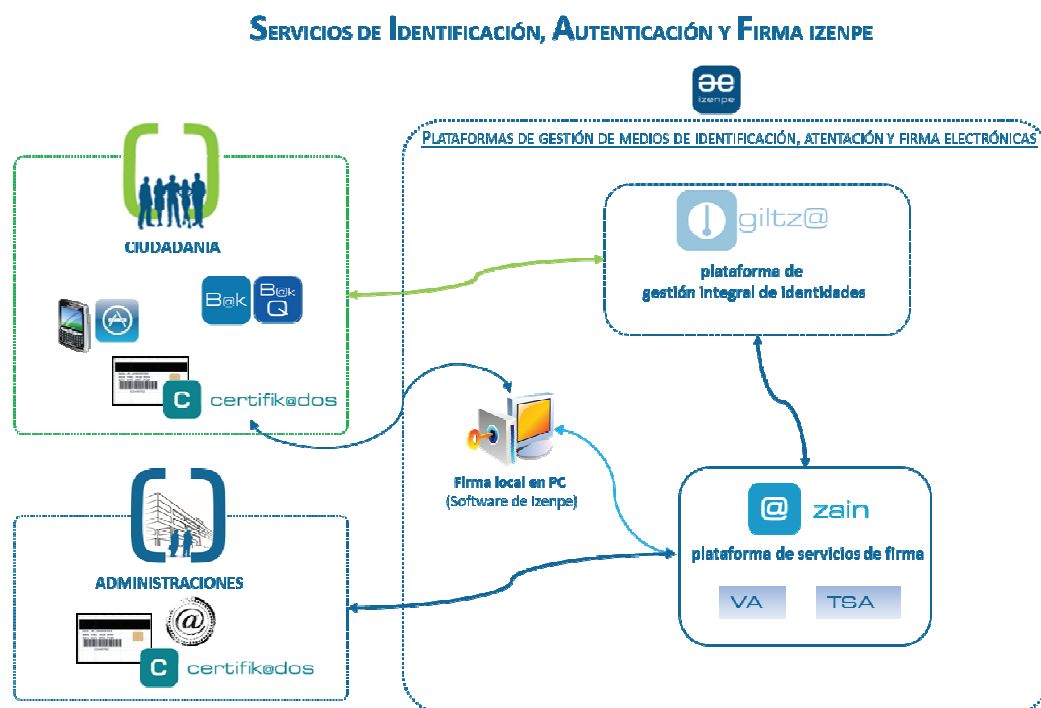 SERVICIOS DE IDENTIFICACIÓN, AUTENTICACIÓN Y FIRMA IZENPE
izenpe
PLATAFORMAS DE GESTIÓN DE MEDIOS DE IDENTIFICACIÓN, ATENTACIÓN Y FIRMA ELECTRÓNICAS
CIUDADANIA
B@k
B@k
Q
C certifik@dos
giltz@
plataforma de
gestión integral de identidades
Firma local en PC
(Software de Izenpe)
ADMINISTRACIONES
@
C certifik@dos
@ zain
plataforma de servicios de firma
VA
TSA